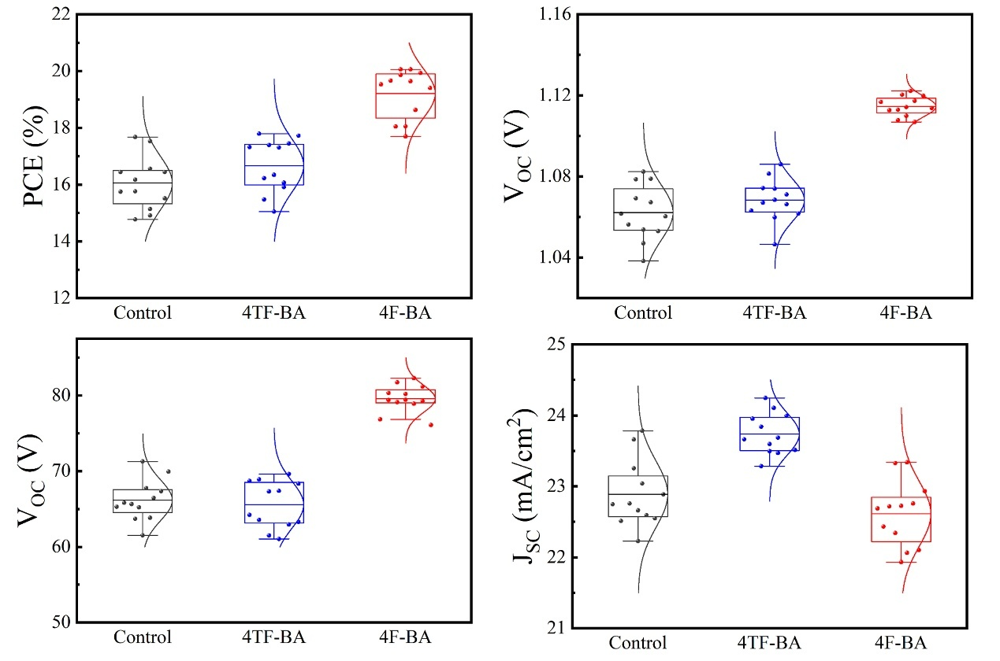 22
20
18
16
14
12
PCE (%)
Control 4TF-BA 4F-BA
1.16
1.12
1.08
1.04
VOC (V)
Control 4TF-BA 4F-BA
80
70
60
50
VOC (V)
Control 4TF-BA 4F-BA
25
24
23
22
21
JSC (mA/cm2)
Control 4TF-BA 4F-BA